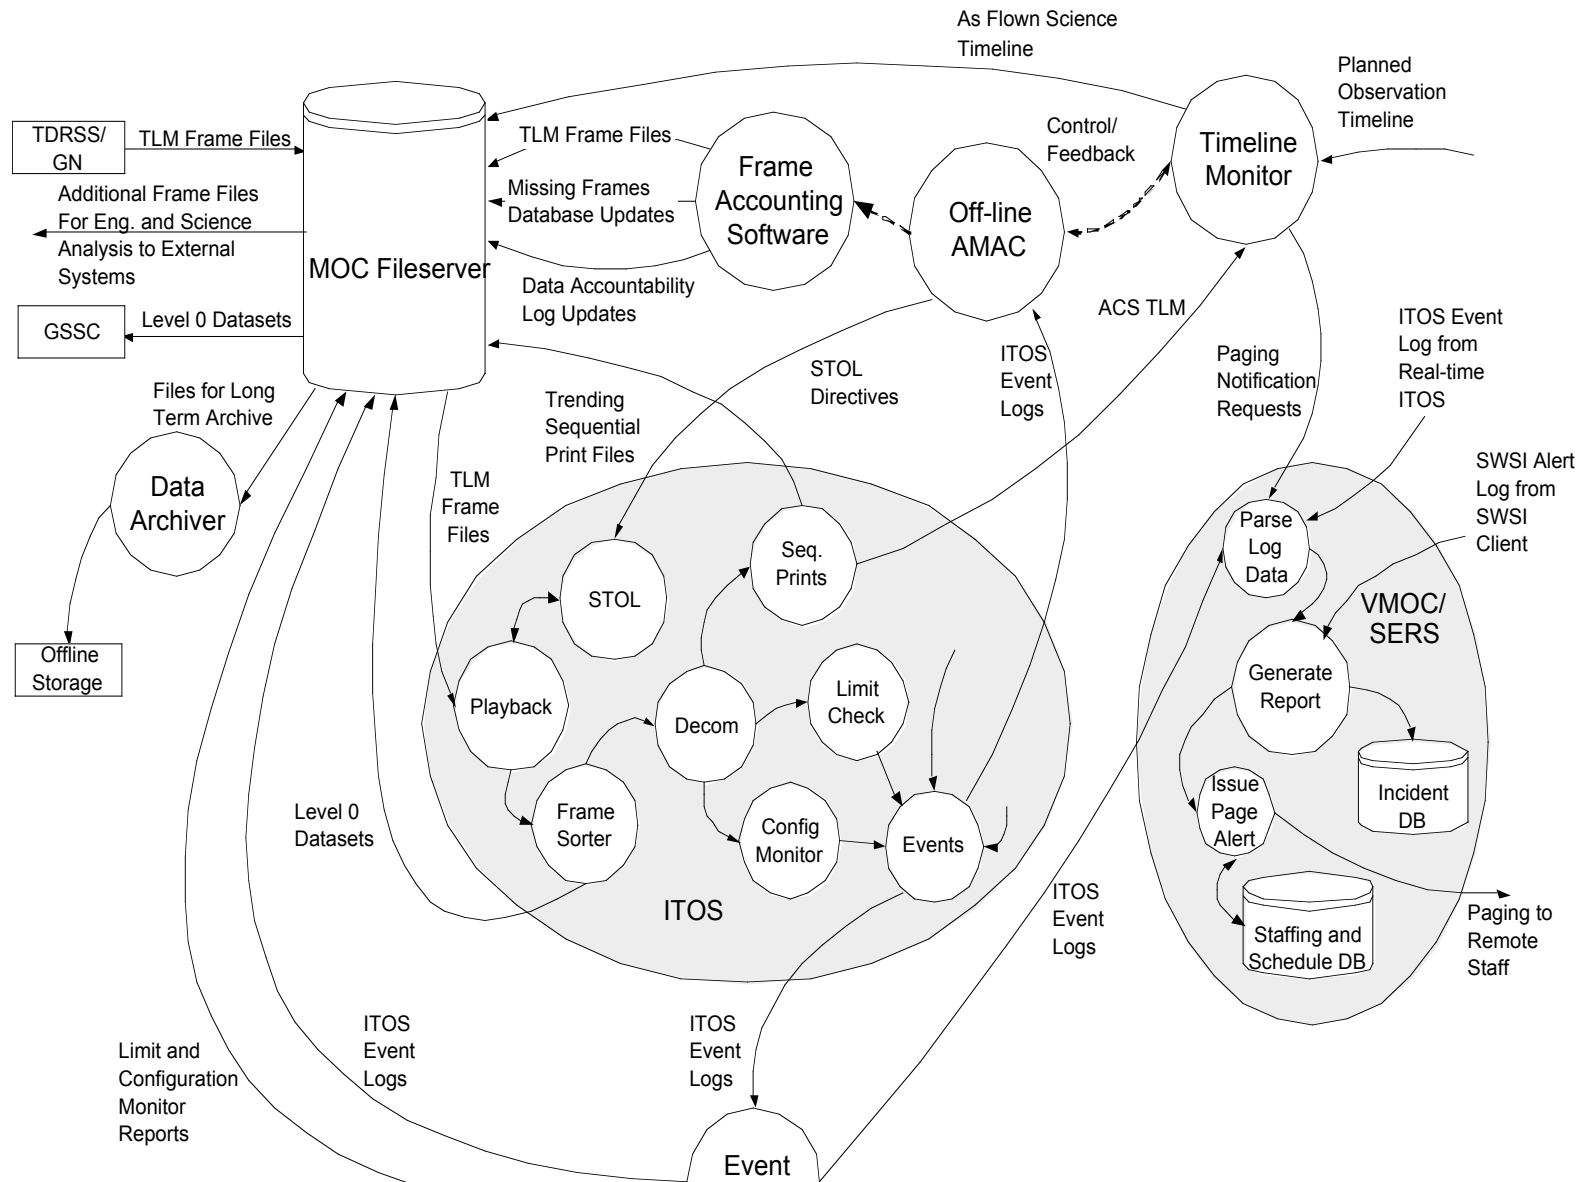 As Flown Science
Timeline
Planned
Observation
Timeline
TDRSS/
GN
TLM Frame Files
TLM Frame Files
Control/
Feedback
Timeline
Monitor
Frame
Accounting
Software
Additional Frame Files
For Eng. and Science
Analysis to External
Systems
Missing Frames
Database Updates
Off-line
AMAC
MOC Fileserver
Data Accountability
Log Updates
GSSC
Level 0 Datasets
ACS TLM
ITOS Event
Log from
Real-time
ITOS
ITOS
Event
Logs
STOL
Directives
Paging
Notification
Requests
Files for Long
Term Archive
Trending
Sequential
Print Files
TLM
Frame
Files
SWSI Alert
Log from
SWSI
Client
Data
Archiver
Parse
Log
Data
Seq.
Prints
STOL
VMOC/
SERS
Offline
Storage
Generate
Report
Playback
Limit
Check
Decom
Level 0
Datasets
Frame
Sorter
Config
Monitor
Events
Issue
Page
Alert
Incident
DB
ITOS
ITOS
Event
Logs
Staffing and
Schedule DB
Paging to
Remote
Staff
Limit and
Configuration
Monitor
Reports
ITOS
Event
Logs
ITOS
Event
Logs
Event